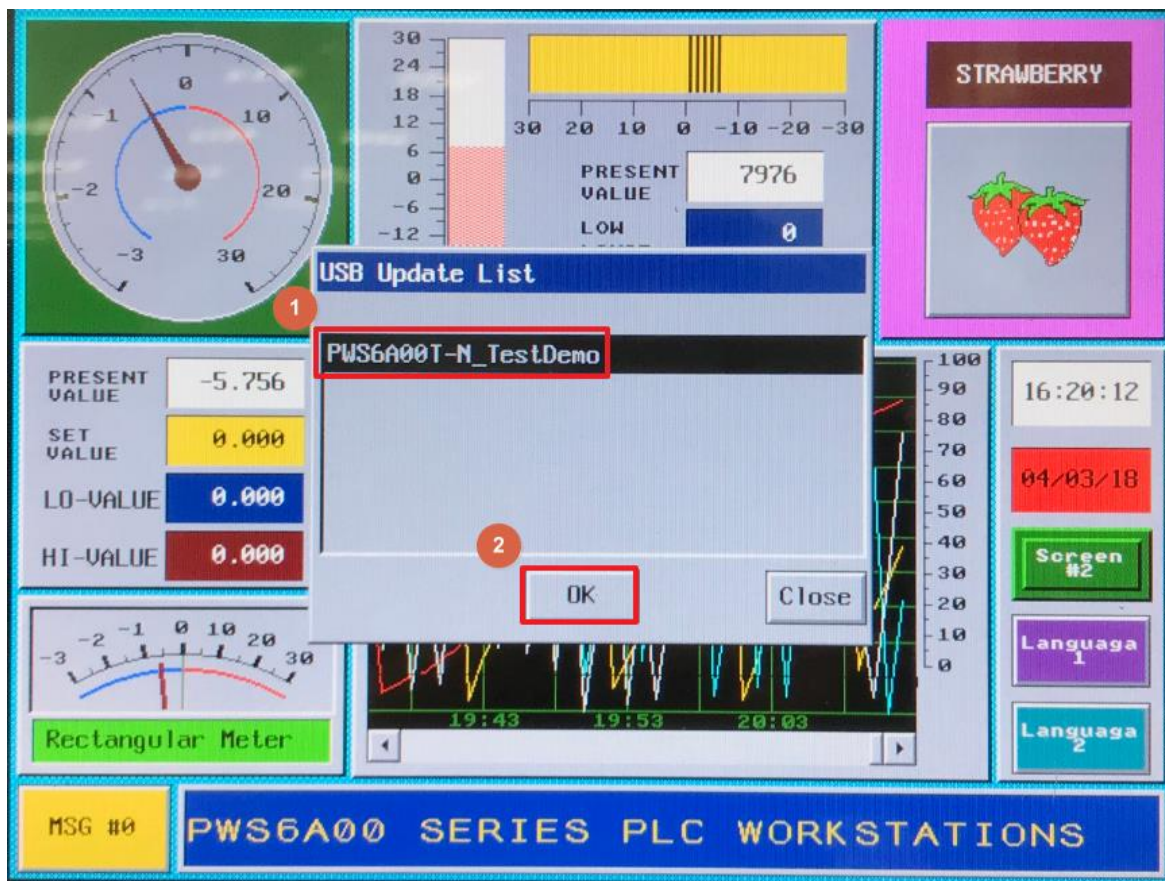 0
-1
10
-2
20
-3
30
30
24
18
12
6
0
-6
-12
30 20 10 0 -10 -20 -30
PRESENT
VALUE
7976
LOW
0
STRAWBERRY
1
USB Update List
PWS6A00T-N_TestDemo
2
OK
Close
PRESENT
VALUE
-5.756
SET
VALUE
0.000
LO-VALUE
0.000
HI-VALUE
0.000
100
90
80
70
60
50
40
30
20
10
0
16:20:12
04/03/18
Screen
#2
Languaga
1
Languaga
2
-3 -2 -1 0 10 20 30
Rectangular Meter
19:43 19:53 20:03
MSG #0
PWS6A00 SERIES PLC WORKSTATIONS